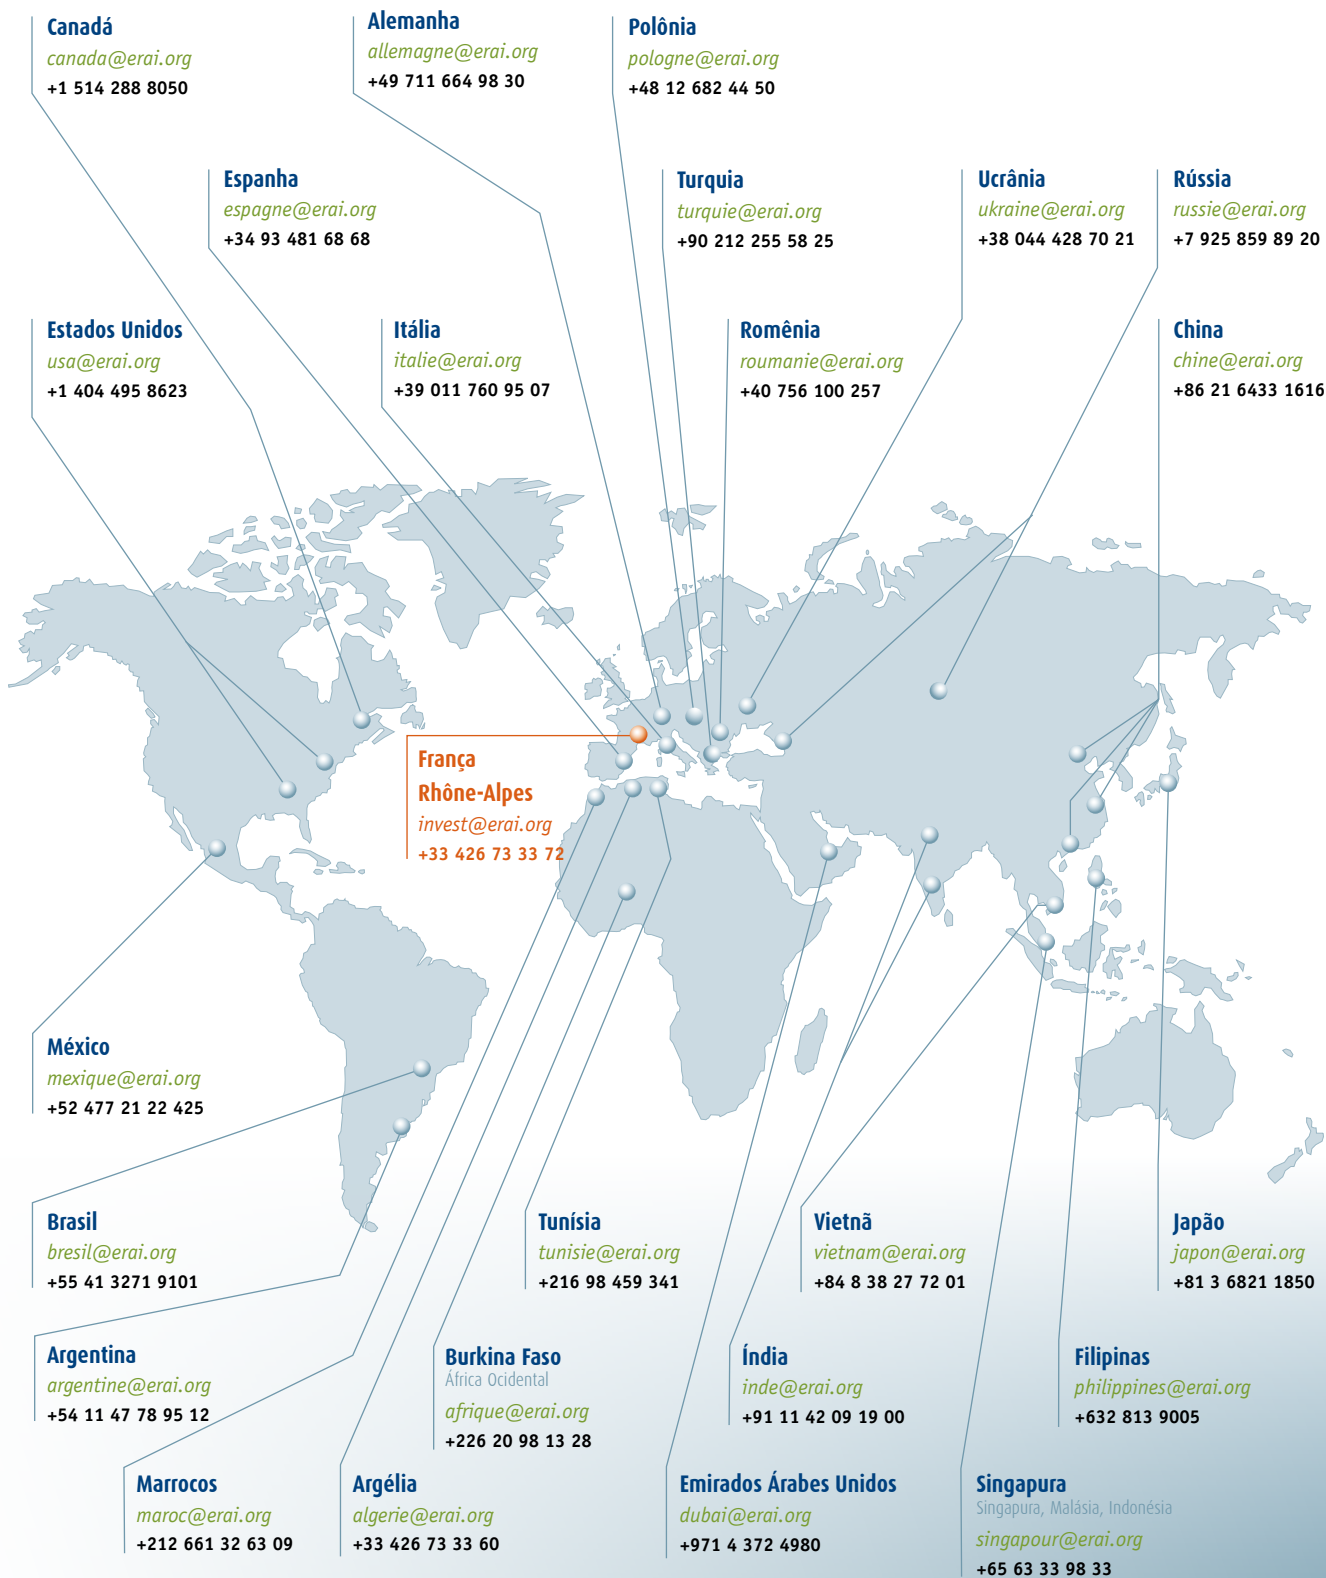 Canadá
canada@erai.org
+1 514 288 8050
Alemanha
allemagne@erai.org
+49 711 664 98 30
Polônia
pologne@erai.org
+48 12 682 44 50
Espanha
espagne@erai.org
+34 93 481 68 68
Turquia
turquie@erai.org
+90 212 255 58 25
Ucrânia
ukraine@erai.org
+38 044 428 70 21
Rússia
russie@erai.org
+7 925 859 89 20
Estados Unidos
usa@erai.org
+1 404 495 8623
Itália
italie@erai.org
+39 011 760 95 07
Romênia
roumanie@erai.org
+40 756 100 257
China
chine@erai.org
+86 21 6433 1616
França
Rhône-Alpes
invest@erai.org
+33 426 73 33 72
México
mexique@erai.org
+52 477 21 22 425
Brasil
bresil@erai.org
+55 41 3271 9101
Tunísia
tunisie@erai.org
+216 98 459 341
Vietnã
vietnam@erai.org
+84 8 38 27 72 01
Japão
japon@erai.org
+81 3 6821 1850
Argentina
argentine@erai.org
+54 11 47 78 95 12
Burkina Faso
África Ocidental
afrique@erai.org
+226 20 98 13 28
Índia
inde@erai.org
+91 11 42 09 19 00
Filipinas
philippines@erai.org
+632 813 9005
Marrocos
maroc@erai.org
+212 661 32 63 09
Argélia
algerie@erai.org
+33 426 73 33 60
Emirados Árabes Unidos
dubai@erai.org
+971 4 372 4980
Singapura
Singapura, Malásia, Indonésia
singapour@erai.org
+65 63 33 98 33